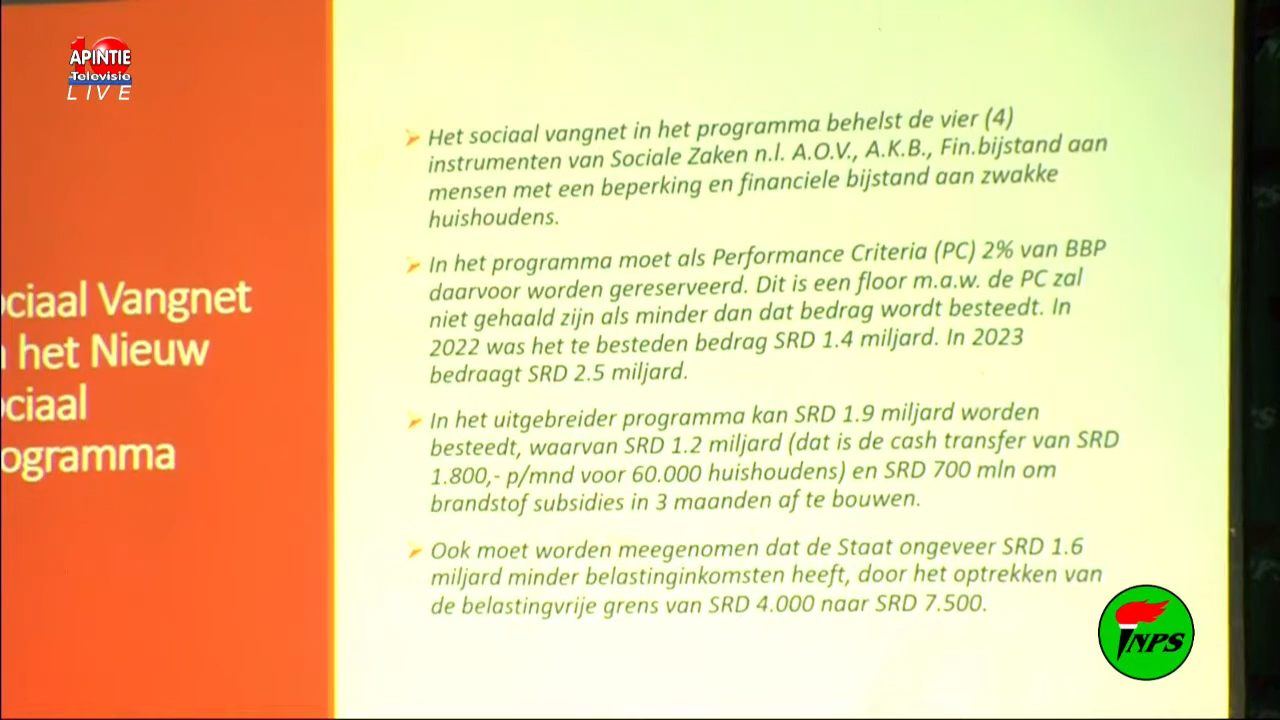 10
APINTIE
Televisie
LIVE
ociaal Vangnet
het Nieuw
ociaal
ogramma
Het sociaal vangnet in het programma behelst de vier (4)
instrumenten van Sociale Zaken n.l. A.O.V., A.K.B., Fin.bijstand aan
mensen met een beperking en financiele bijstand aan zwakke
huishoudens.
In het programma moet als Performance Criteria (PC) 2% van BBP
daarvoor worden gereserveerd. Dit is een floor m.a.w. de PC zal
niet gehaald zijn als minder dan dat bedrag wordt besteedt. In
2022 was het te besteden bedrag SRD 1.4 miljard. In 2023
bedraagt SRD 2.5 miljard.
In het uitgebreider programma kan SRD 1.9 miljard worden
besteedt, waarvan SRD 1.2 miljard (dat is de cash transfer van SRD
1.800,- p/mnd voor 60.000 huishoudens) en SRD 700 mln om
brandstof subsidies in 3 maanden af te bouwen.
Ook moet worden meegenomen dat de Staat ongeveer SRD 1.6
miljard minder belastinginkomsten heeft, door het optrekken van
de belastingvrije grens van SRD 4.000 naar SRD 7.500.
NPS